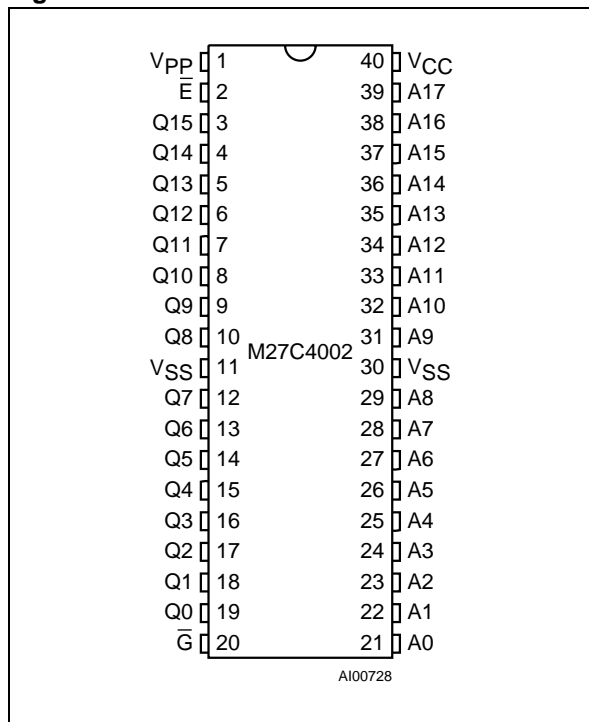 VPP 1 40 VCC
E̅ 2 39 A17
Q15 3 38 A16
Q14 4 37 A15
Q13 5 36 A14
Q12 6 35 A13
Q11 7 34 A12
Q10 8 33 A11
Q9 9 32 A10
Q8 10 31 A9
M27C4002
VSS 11 30 VSS
Q7 12 29 A8
Q6 13 28 A7
Q5 14 27 A6
Q4 15 26 A5
Q3 16 25 A4
Q2 17 24 A3
Q1 18 23 A2
Q0 19 22 A1
G̅ 20 21 A0
AI00728